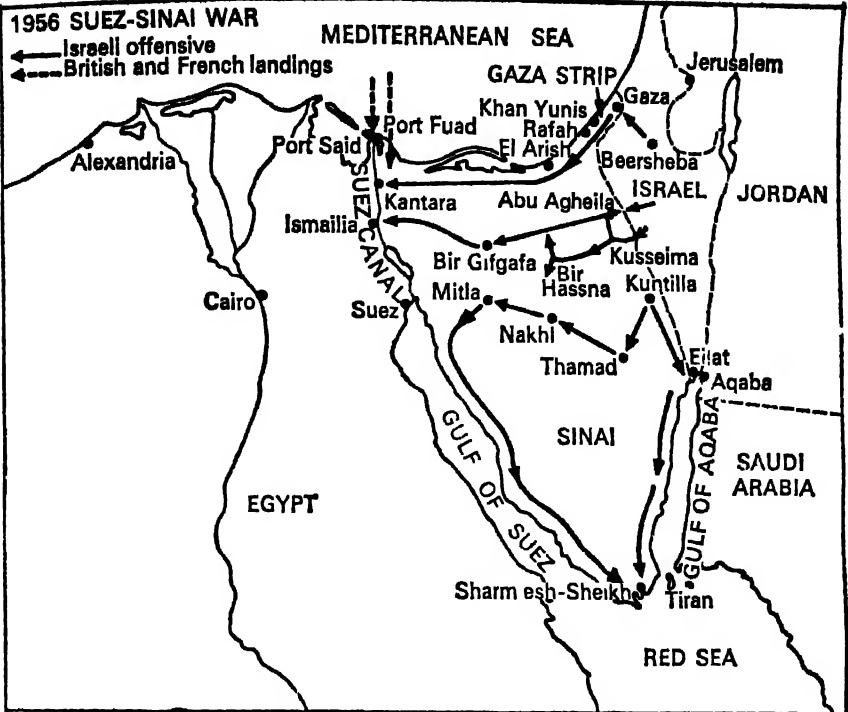 1956 SUEZ-SINAI WAR
Israeli offensive
British and French landings
MEDITERRANEAN SEA
GAZA STRIP
Jerusalem
Gaza
Khan Yunis
Rafah
El Arish
Port Fuad
Port Said
Beersheba
Alexandria
Kantara
Abu Agheila
ISRAEL
JORDAN
SUEZ CANAL
Ismailia
Bir Gifgafa
Kusseima
Bir
Hassna
Kuntilla
Cairo
Suez
Mitla
Nakhl
Thamad
Eilat
Aqaba
GULF OF SUEZ
SINAI
GULF OF AQABA
SAUDI
ARABIA
EGYPT
Sharm esh-Sheikh
Tiran
RED SEA